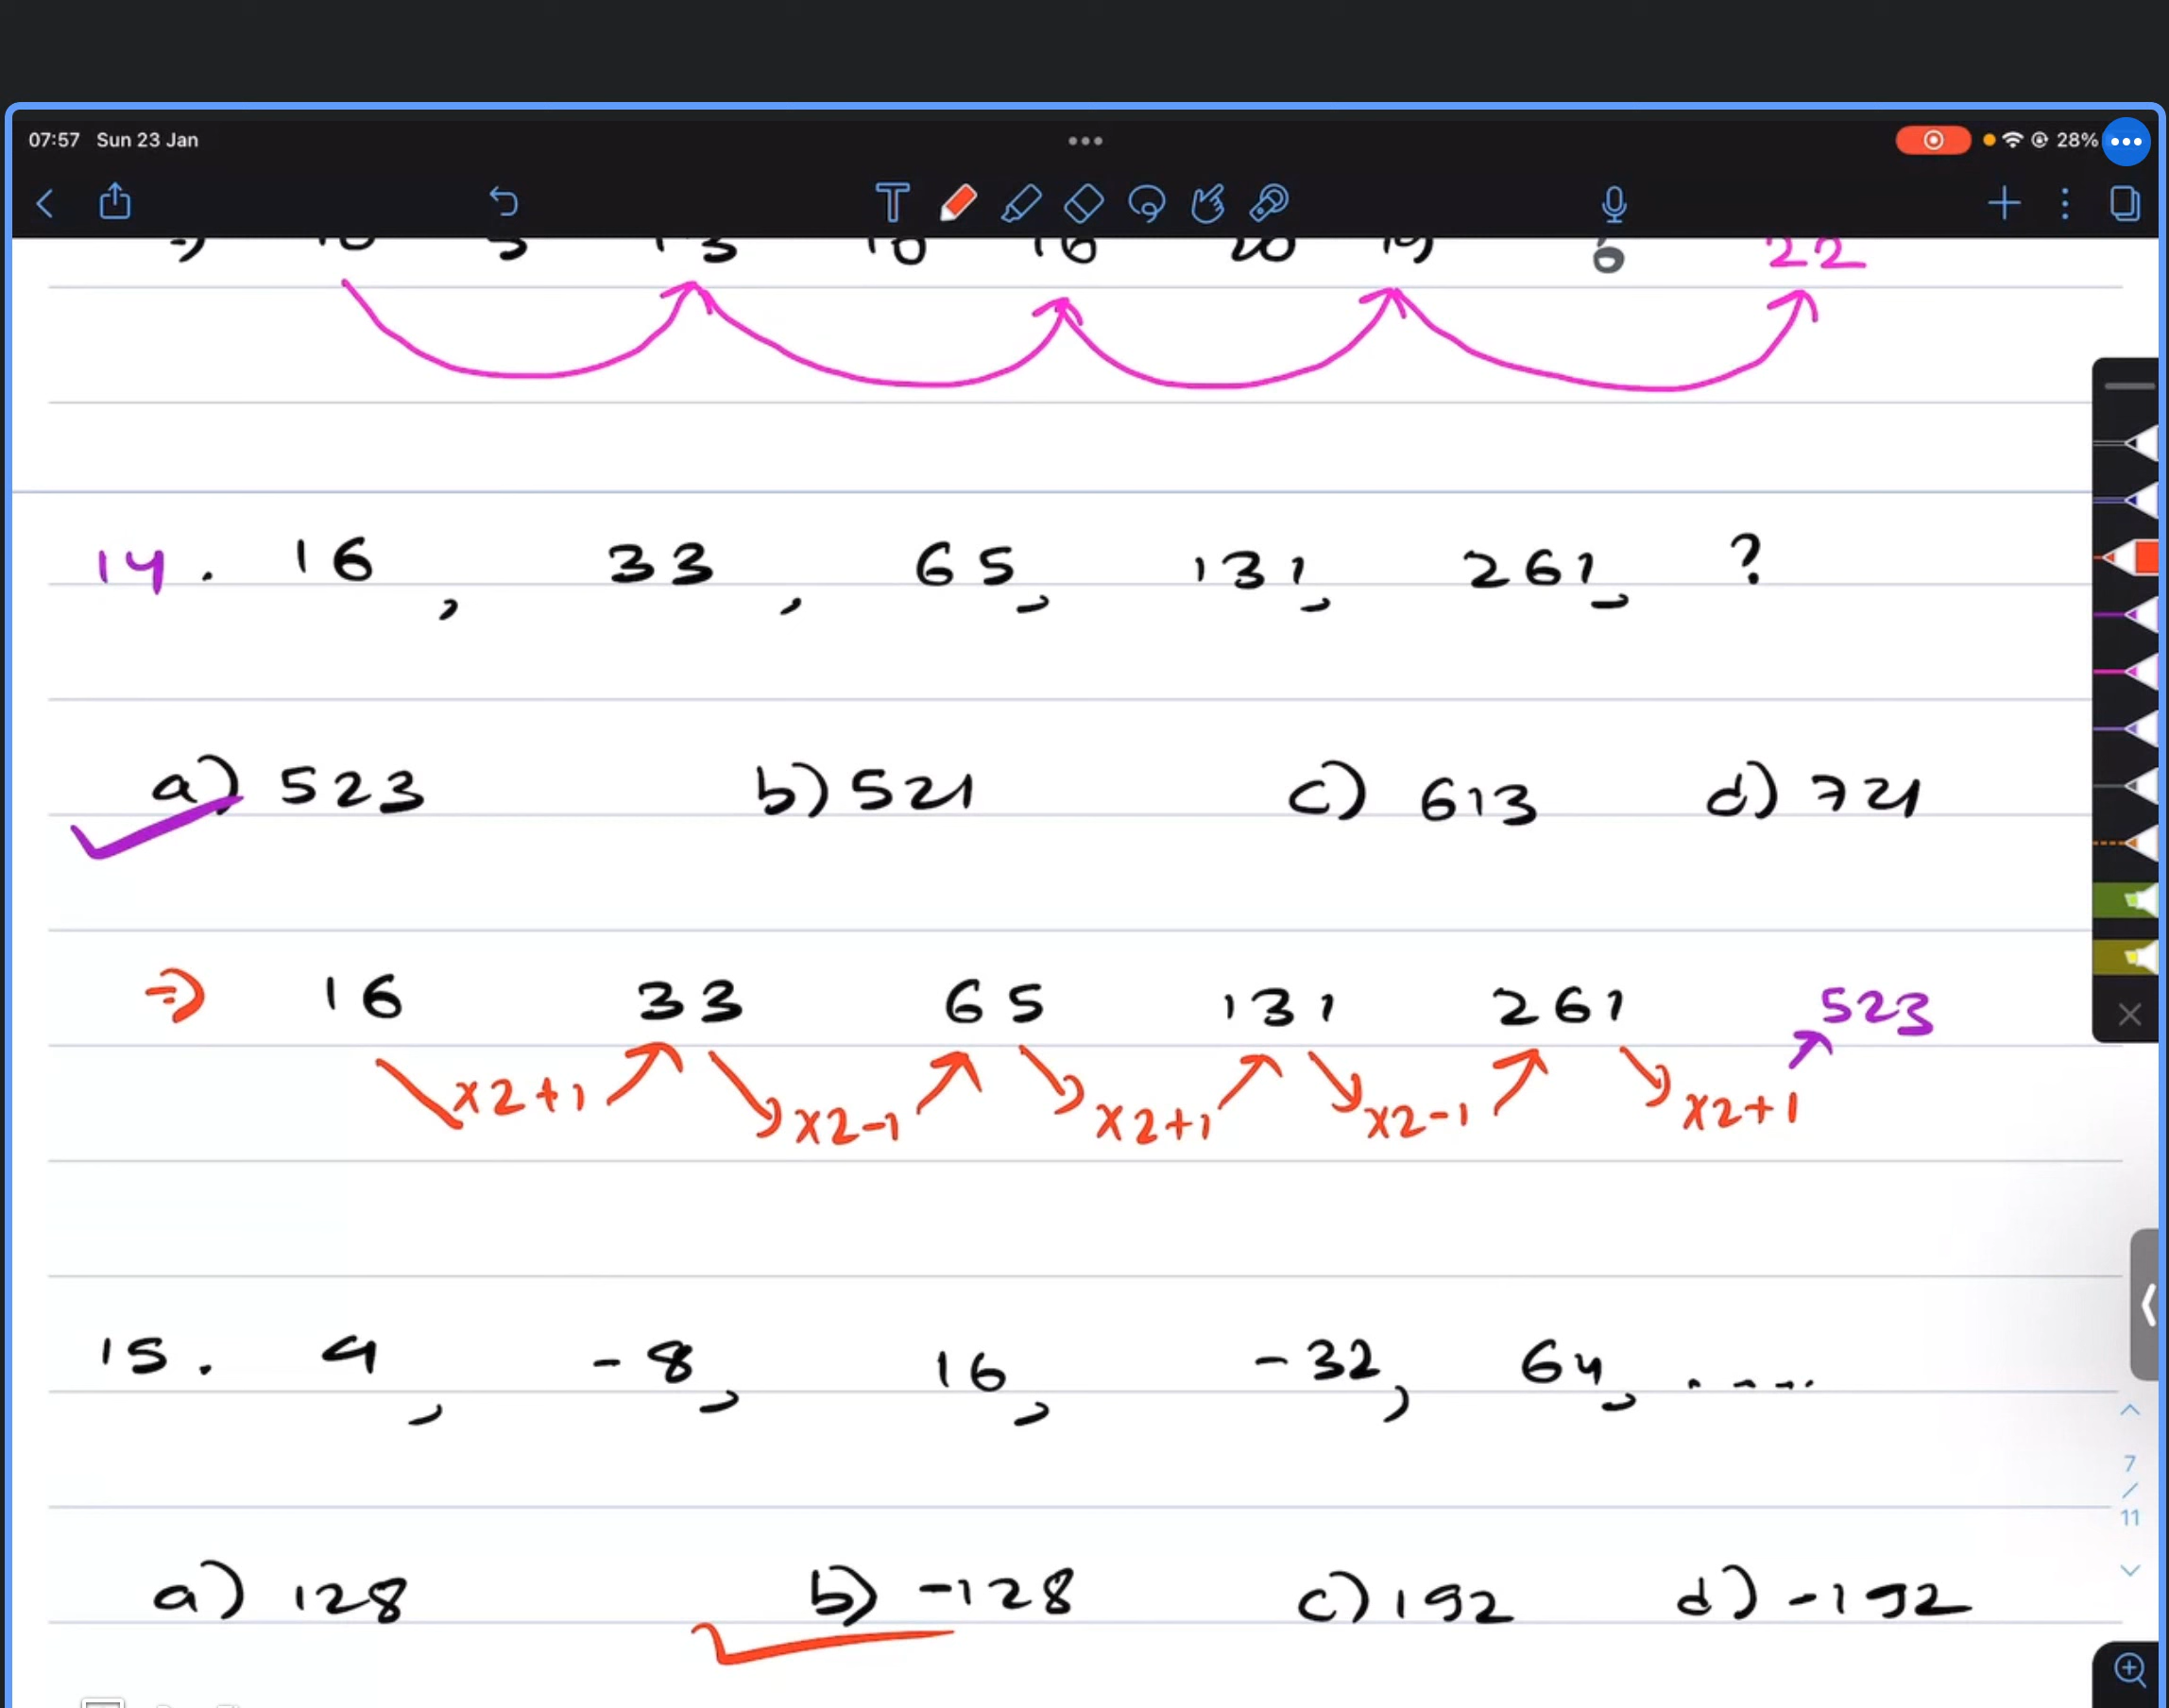 07:57 Sun 23 Jan 28%
22
14. 16, 33, 65, 131, 261, ?
a) 523 b) 521 c) 613 d) 721
⇒ 16 33 65 131 261 523
x2+1 x2-1 x2+1 x2-1 x2+1
15. 4, -8, 16, -32, 64, .....
7
/
11
a) 128 b) -128 c) 192 d) -192